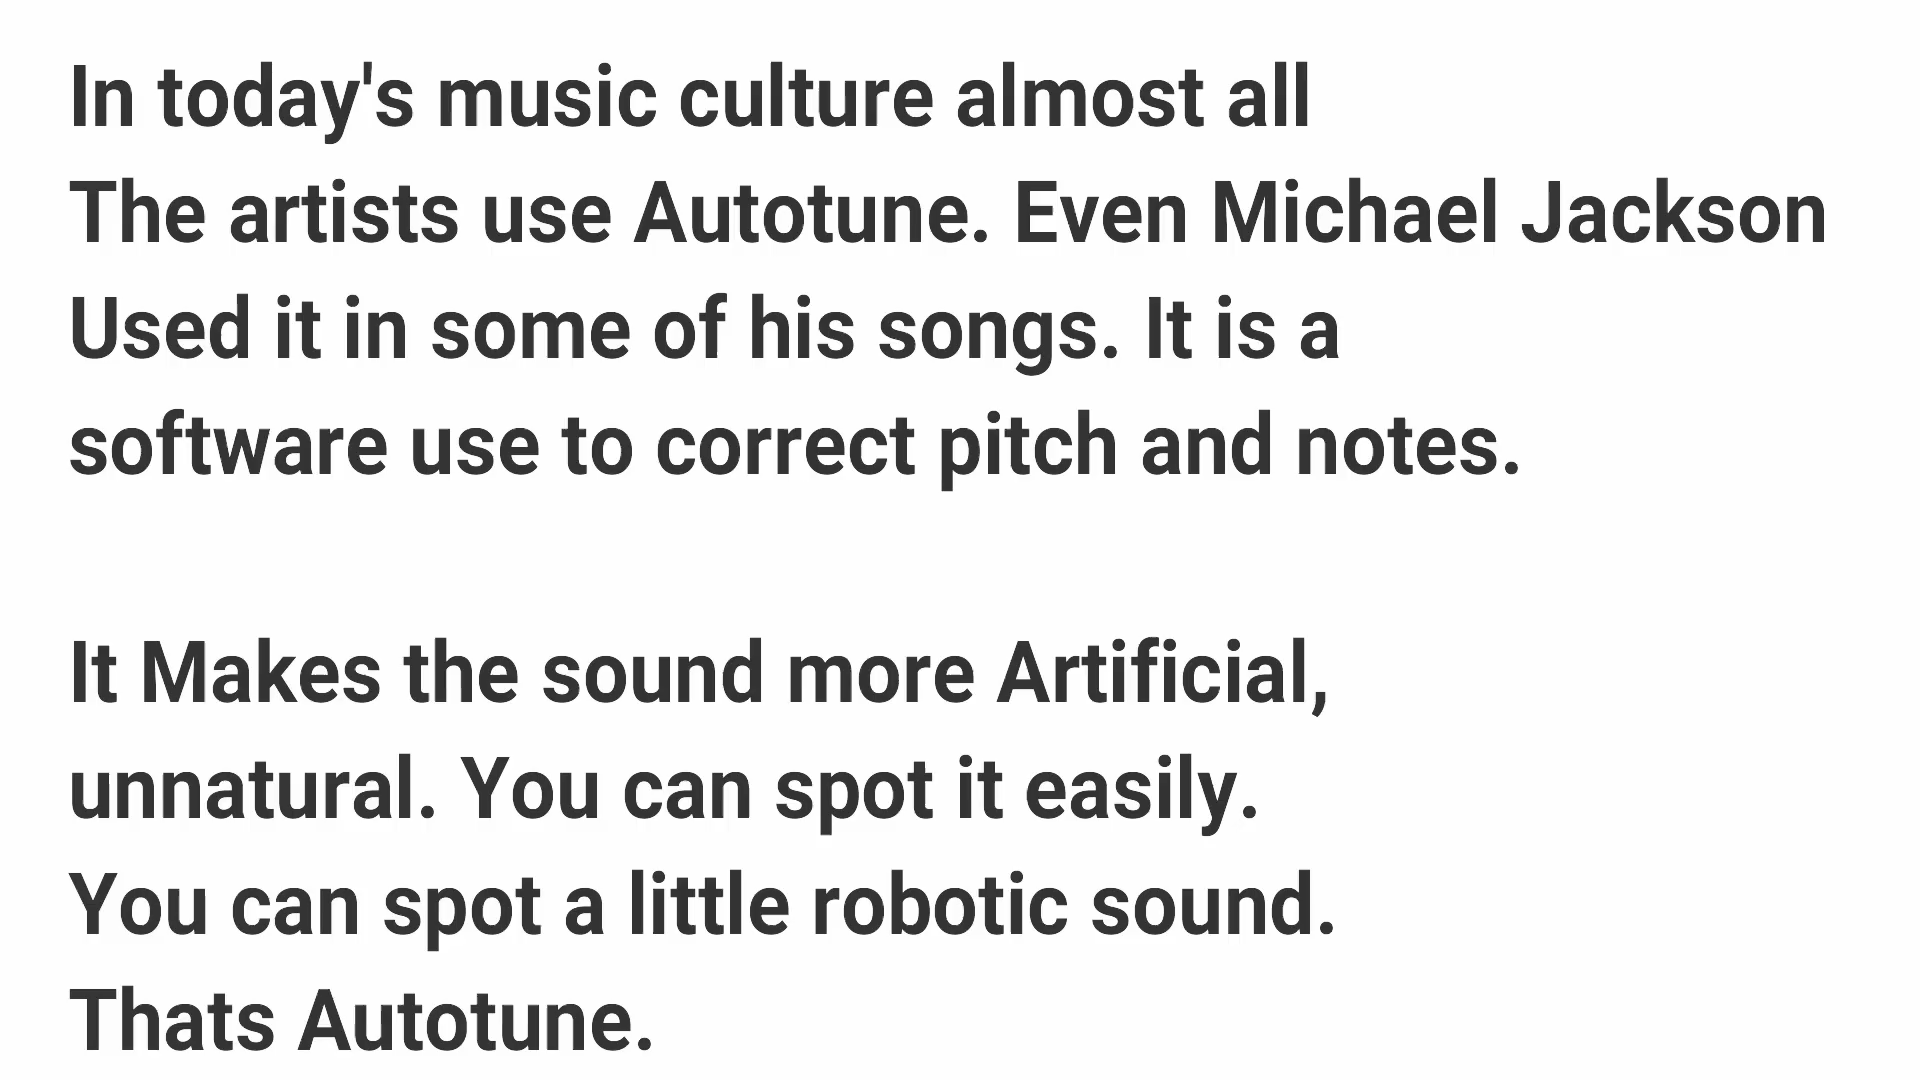 In today's music culture almost all
The artists use Autotune. Even Michael Jackson
Used it in some of his songs. It is a
software use to correct pitch and notes.
It Makes the sound more Artificial,
unnatural. You can spot it easily.
You can spot a little robotic sound.
Thats Autotune.